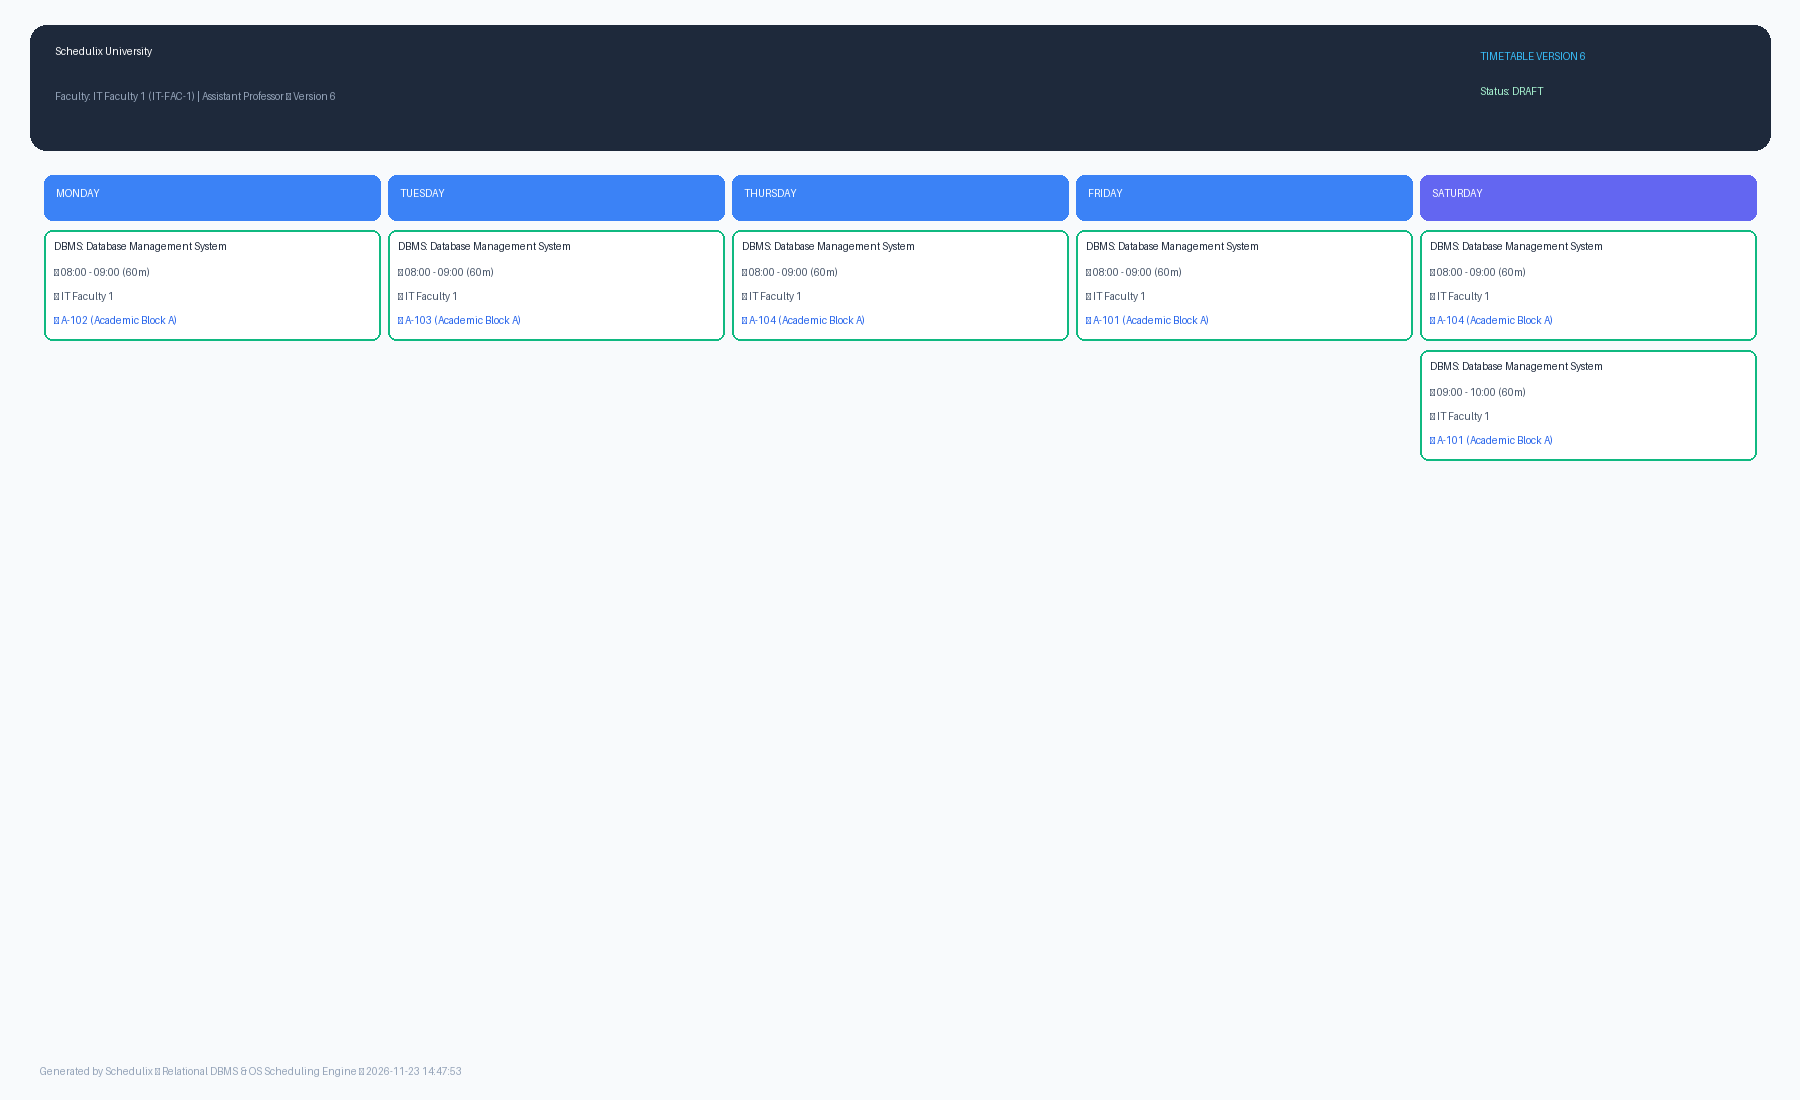 Schedulix University
TIMETABLE VERSION 6
Faculty: IT Faculty 1 (IT-FAC-1) | Assistant Professor ▯ Version 6
Status: DRAFT
MONDAY
DBMS: Database Management System
▯ 08:00 - 09:00 (60m)
▯ IT Faculty 1
▯ A-102 (Academic Block A)
TUESDAY
DBMS: Database Management System
▯ 08:00 - 09:00 (60m)
▯ IT Faculty 1
▯ A-103 (Academic Block A)
THURSDAY
DBMS: Database Management System
▯ 08:00 - 09:00 (60m)
▯ IT Faculty 1
▯ A-104 (Academic Block A)
FRIDAY
DBMS: Database Management System
▯ 08:00 - 09:00 (60m)
▯ IT Faculty 1
▯ A-101 (Academic Block A)
SATURDAY
DBMS: Database Management System
▯ 08:00 - 09:00 (60m)
▯ IT Faculty 1
▯ A-104 (Academic Block A)
DBMS: Database Management System
▯ 09:00 - 10:00 (60m)
▯ IT Faculty 1
▯ A-101 (Academic Block A)
Generated by Schedulix ▯ Relational DBMS & OS Scheduling Engine ▯ 2026-11-23 14:47:53